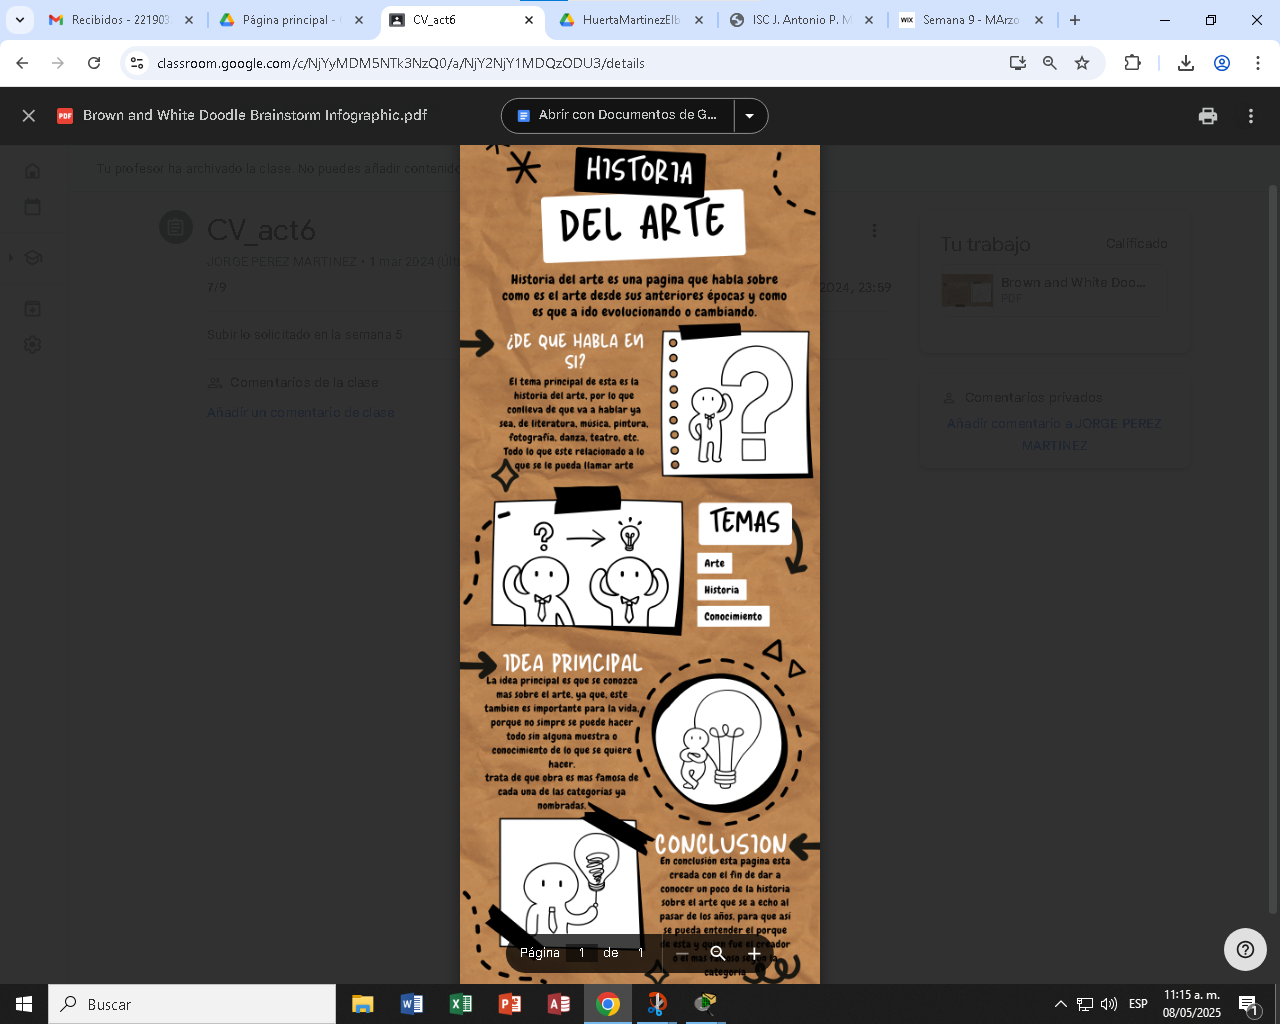 Recibidos - 221903
Página principal -
CV_act6
HuertaMartinezElb
ISC J. Antonio P. M
WIX
Semana 9 - MArzo
classroom.google.com/c/NjYyMDM5NTk3NzQ0/a/NjY2NjY1MDQzODU3/details
PDF
Brown and White Doodle Brainstorm Infographic.pdf
Abrir con Documentos de G...
Tu profesor ha archivado la clase. No puedes añadir contenido
CV_act6
JORGE PEREZ MARTINEZ • 1 mar 2024
7/9
2024, 23:59
Subir lo solicitado en la semana 5
Comentarios de la clase
Añadir un comentario de clase
Tu trabajo
Calificado
Brown and White Doo...
PDF
Comentarios privados
Añadir comentario a JORGE PEREZ
MARTINEZ
HISTORIA
DEL ARTE
Historia del arte es una pagina que habla sobre
como es el arte desde sus anteriores épocas y como
es que a ido evolucionando o cambiando.
¿DE QUE HABLA EN
SI?
El tema principal de esta es la
historia del arte, por lo que
conlleva de que va a hablar ya
sea, de literatura, música, pintura,
fotografía, danza, teatro, etc.
Todo lo que este relacionado a lo
que se le pueda llamar arte
TEMAS
Arte
Historia
Conocimiento
IDEA PRINCIPAL
La idea principal es que se conozca
mas sobre el arte, ya que, este
tambien es importante para la vida,
porque no simpre se puede hacer
todo sin alguna muestra o
conocimiento de lo que se quiere
hacer.
trata de que obra es mas famosa de
cada una de las categorias ya
nombradas.
CONCLUSION
En conclusión esta pagina esta
creada con el fin de dar a
conocer un poco de la historia
sobre el arte que se a echo al
pasar de los años, para que asi
se pueda entender el porque
de esta y quien fue el creador
o el mas famoso segun la
categoria
Página 1 de 1
Buscar
ESP
11:15 a. m.
08/05/2025
1